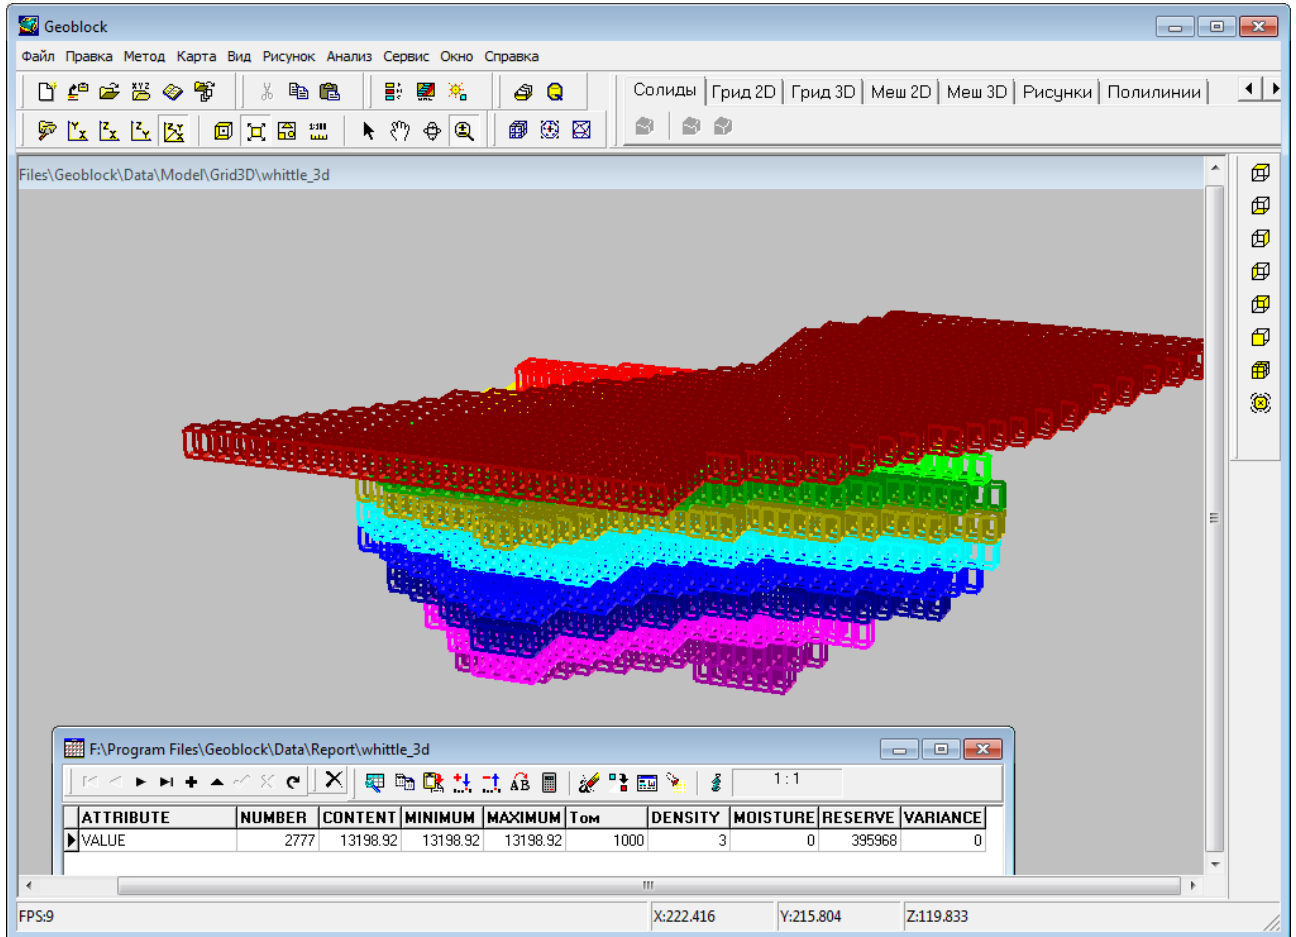 Geoblock
Файл Правка Метод Карта Вид Рисунок Анализ Сервис Окно Справка
Солиды Грид 2D Грид 3D Меш 2D Меш 3D Рисунки Полилинии
Files\Geoblock\Data\Model\Grid3D\whittle_3d
F:\Program Files\Geoblock\Data\Report\whittle_3d
1 : 1
ATTRIBUTE NUMBER CONTENT MINIMUM MAXIMUM Том DENSITY MOISTURE RESERVE VARIANCE
VALUE 2777 13198.92 13198.92 13198.92 1000 3 0 395968 0
FPS:9 X:222.416 Y:215.804 Z:119.833